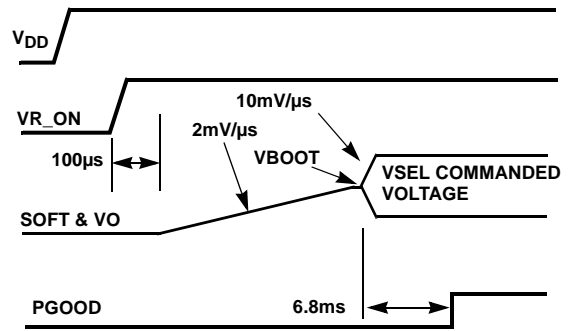 VDD
VR_ON
10mV/µs
2mV/µs
100µs
VBOOT
VSEL COMMANDED
VOLTAGE
SOFT & VO
PGOOD
6.8ms